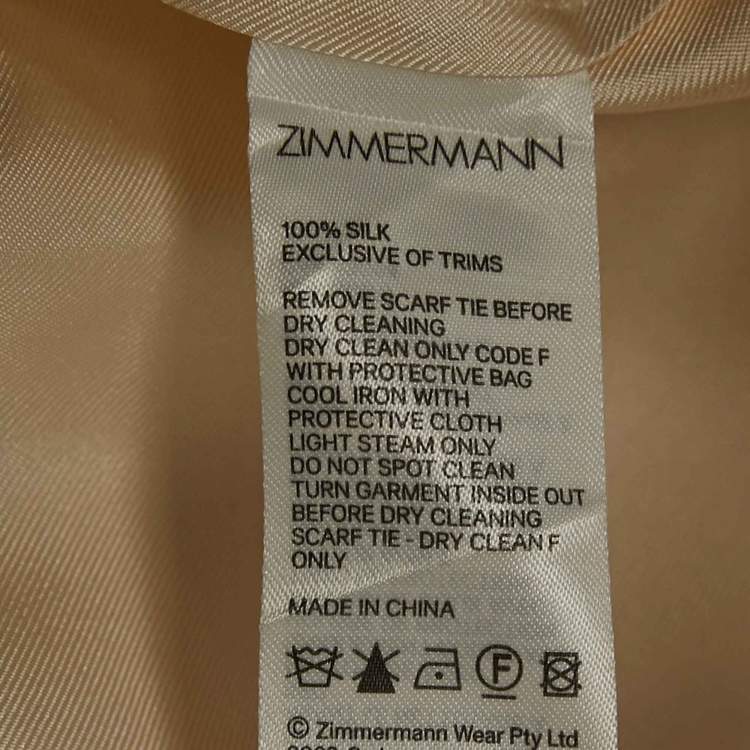 ZIMMERMANN
100% SILK
EXCLUSIVE OF TRIMS
REMOVE SCARF TIE BEFORE
DRY CLEANING
DRY CLEAN ONLY CODE F
WITH PROTECTIVE BAG
COOL IRON WITH
PROTECTIVE CLOTH
LIGHT STEAM ONLY
DO NOT SPOT CLEAN
TURN GARMENT INSIDE OUT
BEFORE DRY CLEANING
SCARF TIE - DRY CLEAN F
ONLY
MADE IN CHINA
F
© Zimmermann Wear Pty Ltd